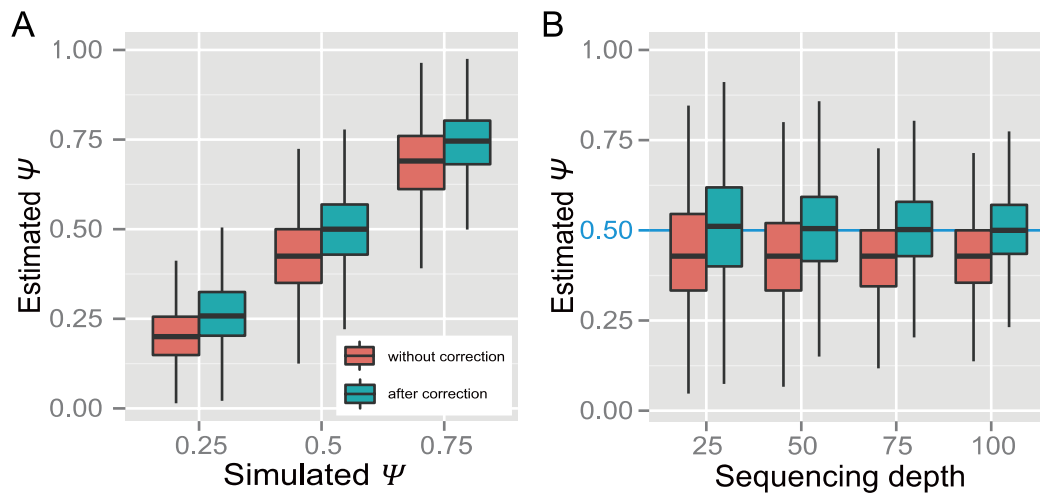 A
Estimated Ψ
1.00
0.75
0.50
0.25
0.00
without correction
after correction
0.25
0.5
0.75
Simulated Ψ
B
Estimated Ψ
1.00
0.75
0.50
0.25
0.00
25
50
75
100
Sequencing depth